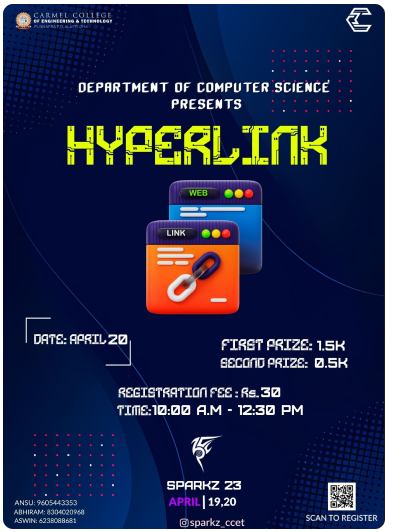 CARMEL COLLEGE
OF ENGINEERING & TECHNOLOGY
DEPARTMENT OF COMPUTER SCIENCE
PRESENTS
HYPERLINK
WEB
LINK
DATE: APRIL 20
FIRST PRIZE: 1.5K
SECOND PRIZE: 0.5K
REGISTRATION FEE : Rs. 30
TIME:10:00 A.M - 12:30 PM
SPARKZ 23
APRIL | 19,20
ANSU: 9605443353
ABHIRAM: 8304020968
ASWIN: 6238088681
SCAN TO REGISTER
@sparkz_ccet